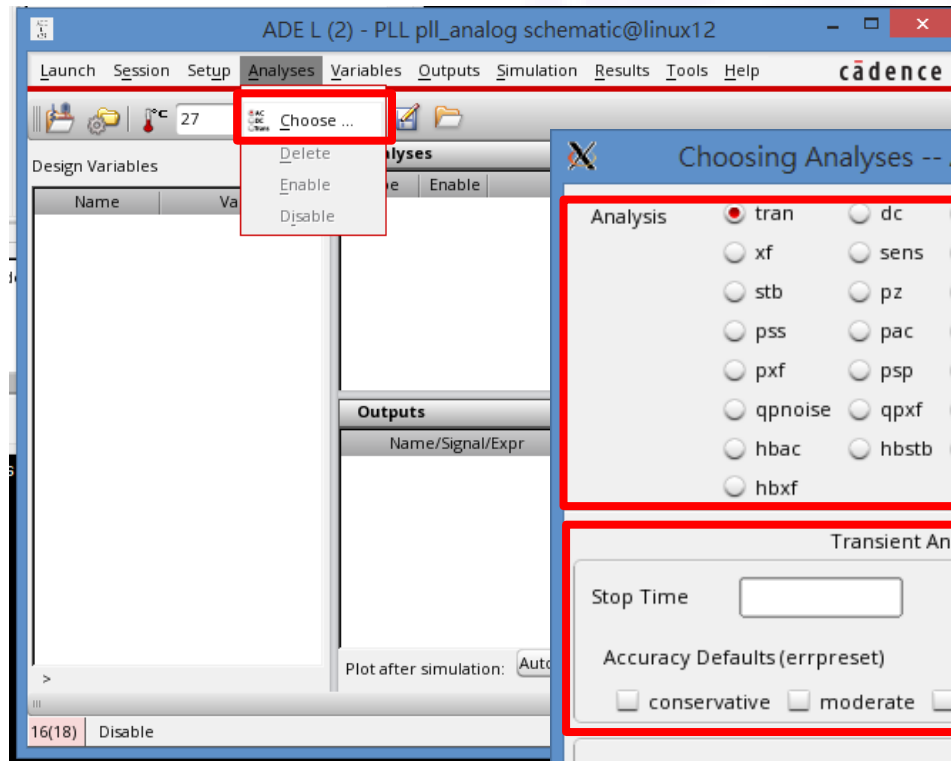 ADE L (2) - PLL pll_analog schematic@linux12
Launch Session Setup Analyses Variables Outputs Simulation Results Tools Help cādence
°C 27
AC DC Trans Choose ...
Delete
Enable
Disable
Design Variables
Name
Enable
Choosing Analyses --
Analysis tran dc
xf sens
stb pz
pss pac
pxf psp
qpnoise qpxf
hbac hbstb
hbxf
Outputs
Name/Signal/Expr
Transient An
Stop Time
Accuracy Defaults (errpreset)
conservative moderate
Plot after simulation: Auto
>
16(18) Disable